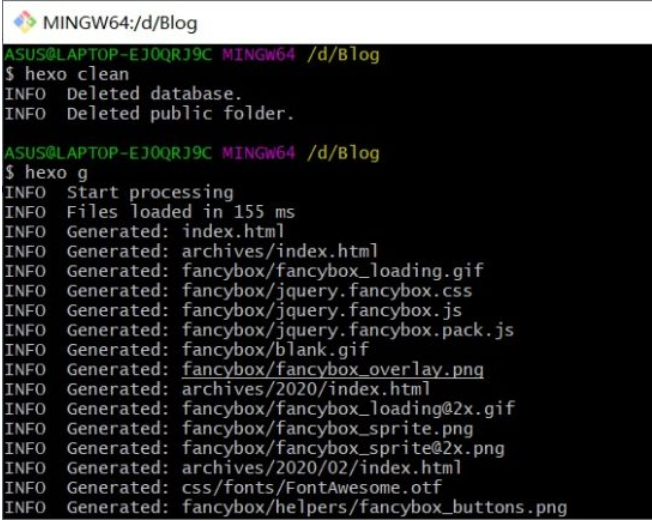 MINGW64:/d/Blog
ASUS@LAPTOP-EJOQRJ9C MINGW64 /d/Blog
$ hexo clean
INFO  Deleted database.
INFO  Deleted public folder.
ASUS@LAPTOP-EJOQRJ9C MINGW64 /d/Blog
$ hexo g
INFO  Start processing
INFO  Files loaded in 155 ms
INFO  Generated: index.html
INFO  Generated: archives/index.html
INFO  Generated: fancybox/fancybox_loading.gif
INFO  Generated: fancybox/jquery.fancybox.css
INFO  Generated: fancybox/jquery.fancybox.js
INFO  Generated: fancybox/jquery.fancybox.pack.js
INFO  Generated: fancybox/blank.gif
INFO  Generated: fancybox/fancybox_overlay.png
INFO  Generated: archives/2020/index.html
INFO  Generated: fancybox/fancybox_loading@2x.gif
INFO  Generated: fancybox/fancybox_sprite.png
INFO  Generated: fancybox/fancybox_sprite@2x.png
INFO  Generated: archives/2020/02/index.html
INFO  Generated: css/fonts/FontAwesome.otf
INFO  Generated: fancybox/helpers/fancybox_buttons.png